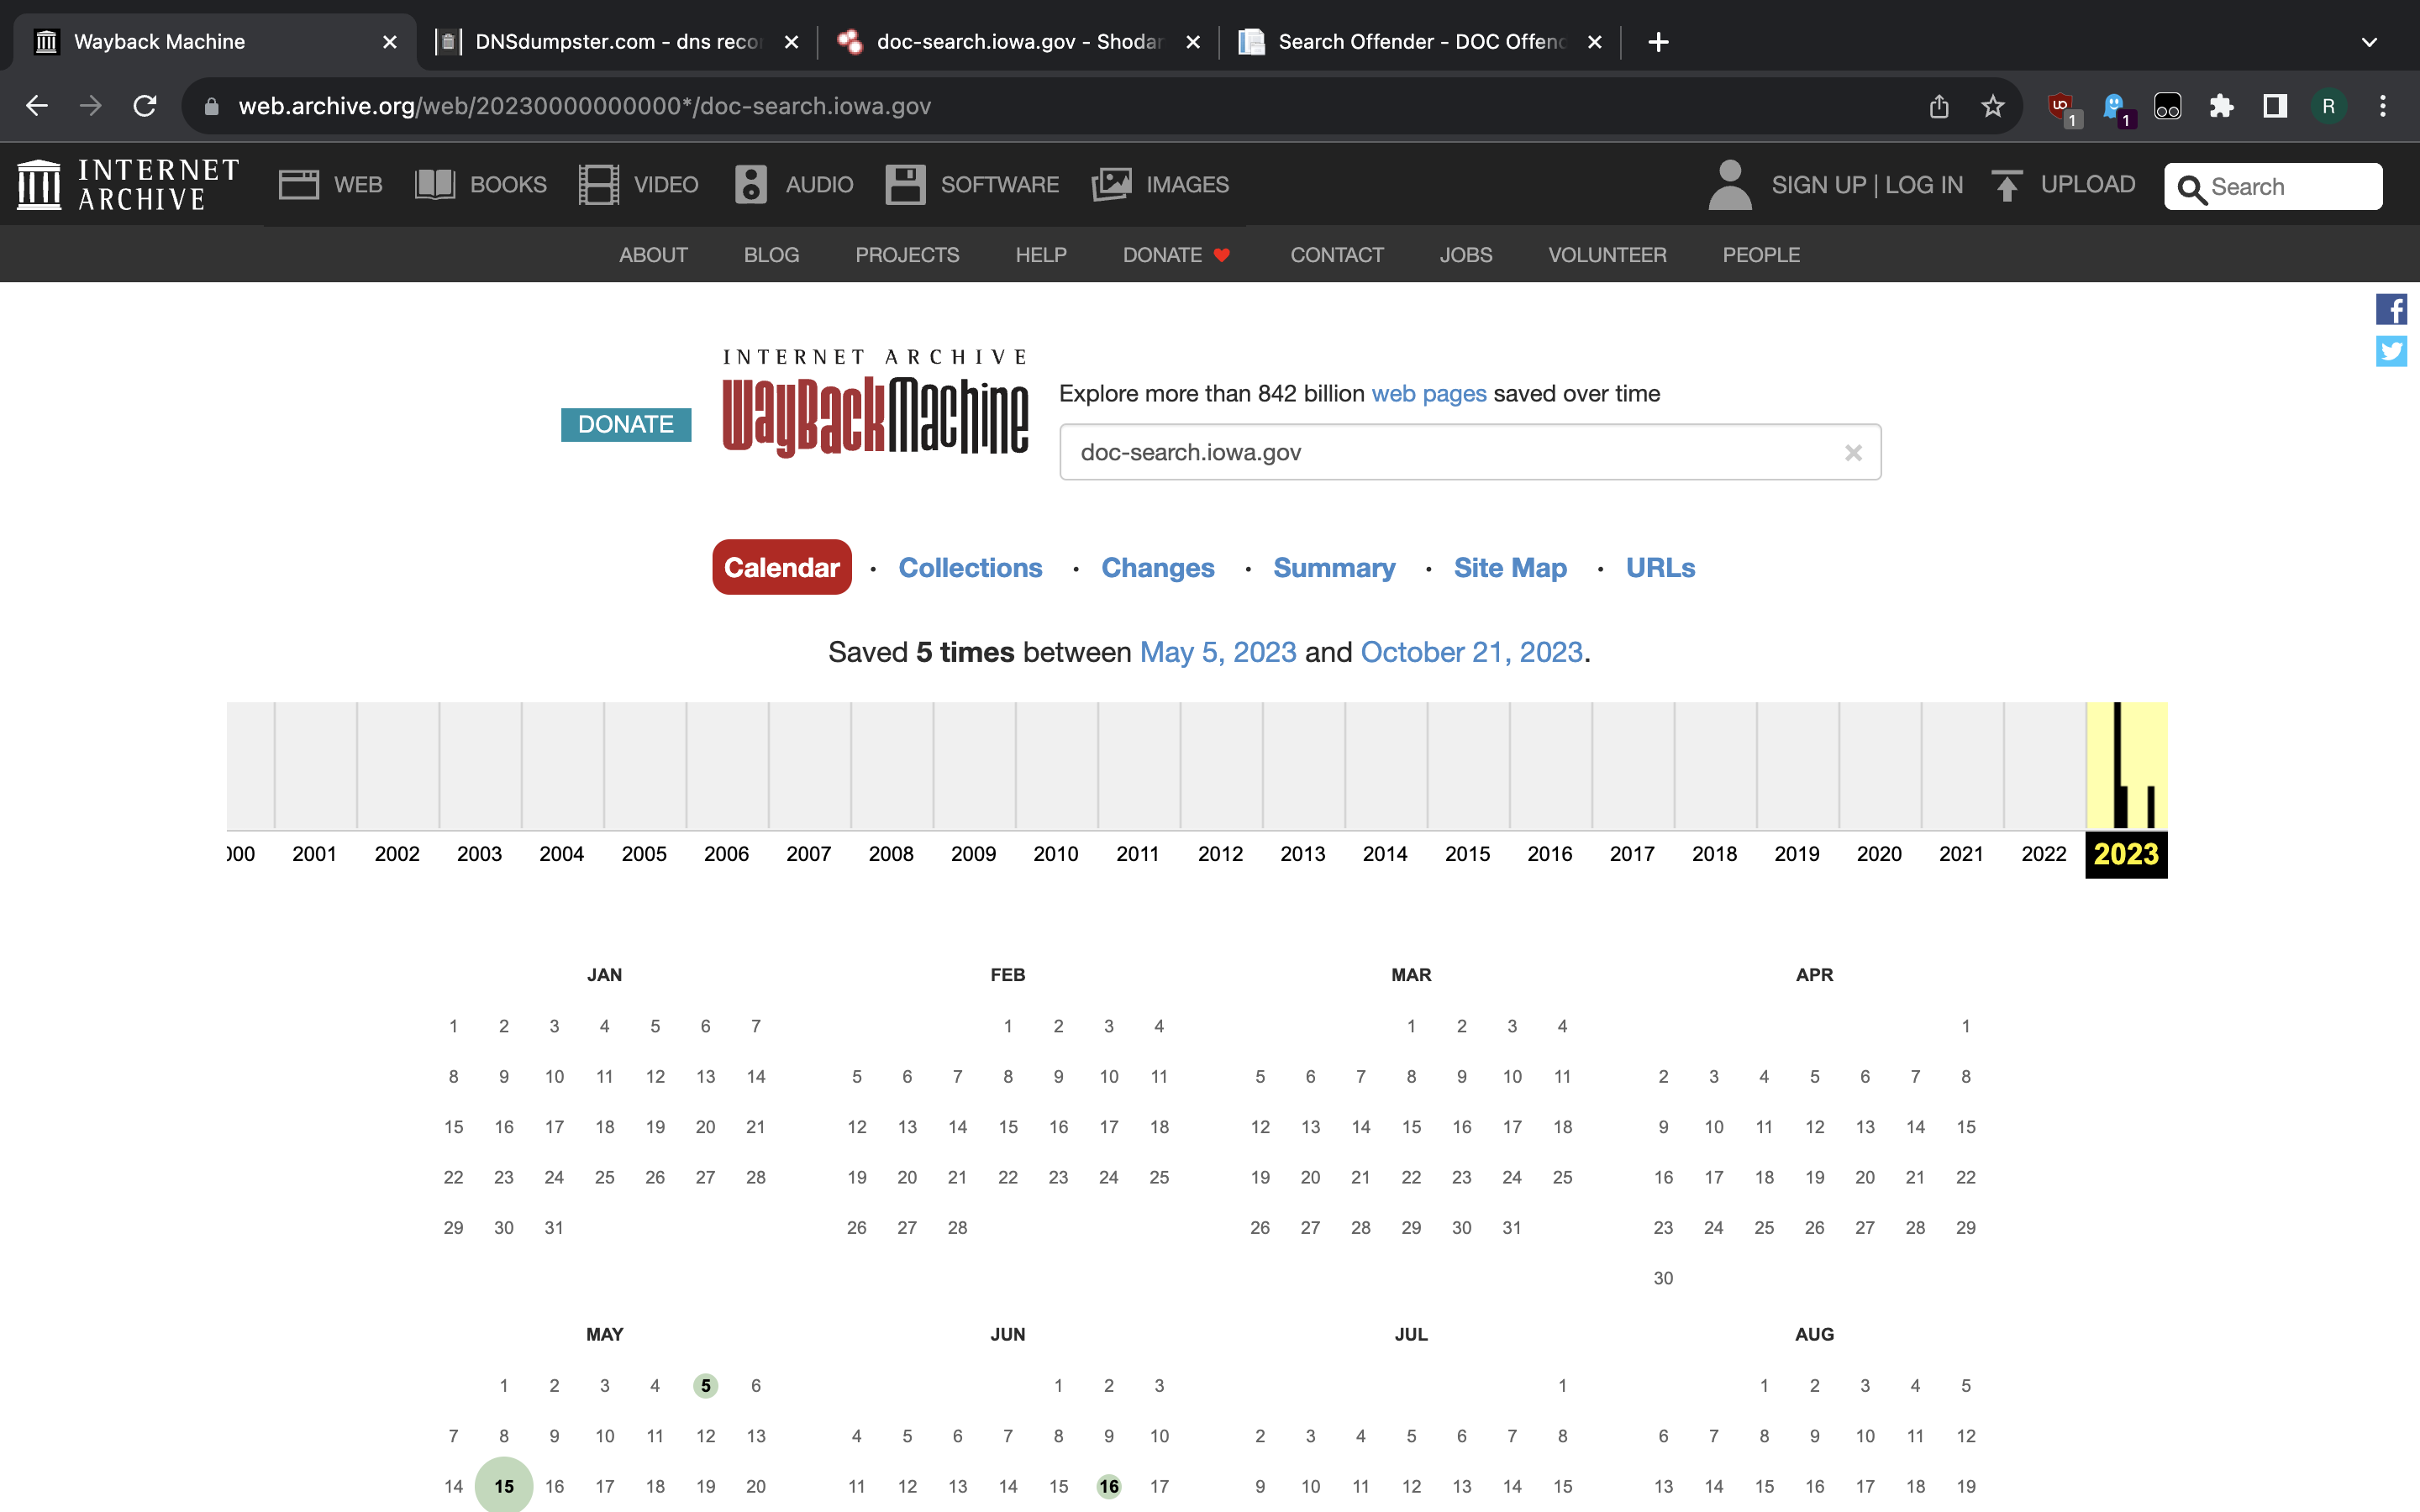 Wayback Machine
DNSdumpster.com - dns reco
doc-search.iowa.gov - Shodan
Search Offender - DOC Offend
web.archive.org/web/20230000000000*/doc-search.iowa.gov
1
1
R
INTERNET ARCHIVE
WEB
BOOKS
VIDEO
AUDIO
SOFTWARE
IMAGES
SIGN UP | LOG IN
UPLOAD
Search
ABOUT
BLOG
PROJECTS
HELP
DONATE
CONTACT
JOBS
VOLUNTEER
PEOPLE
DONATE
INTERNET ARCHIVE
WayBackMachine
Explore more than 842 billion web pages saved over time
doc-search.iowa.gov
Calendar · Collections · Changes · Summary · Site Map · URLs
Saved 5 times between May 5, 2023 and October 21, 2023.
000 2001 2002 2003 2004 2005 2006 2007 2008 2009 2010 2011 2012 2013 2014 2015 2016 2017 2018 2019 2020 2021 2022 2023
JAN
1 2 3 4 5 6 7
8 9 10 11 12 13 14
15 16 17 18 19 20 21
22 23 24 25 26 27 28
29 30 31
FEB
1 2 3 4
5 6 7 8 9 10 11
12 13 14 15 16 17 18
19 20 21 22 23 24 25
26 27 28
MAR
1 2 3 4
5 6 7 8 9 10 11
12 13 14 15 16 17 18
19 20 21 22 23 24 25
26 27 28 29 30 31
APR
1
2 3 4 5 6 7 8
9 10 11 12 13 14 15
16 17 18 19 20 21 22
23 24 25 26 27 28 29
30
MAY
1 2 3 4 5 6
7 8 9 10 11 12 13
14 15 16 17 18 19 20
JUN
1 2 3
4 5 6 7 8 9 10
11 12 13 14 15 16 17
JUL
1
2 3 4 5 6 7 8
9 10 11 12 13 14 15
AUG
1 2 3 4 5
6 7 8 9 10 11 12
13 14 15 16 17 18 19